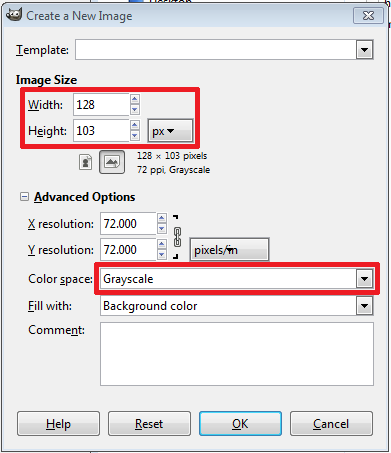 Create a New Image
Template:
Image Size
Width: 128
Height: 103 px
128 × 103 pixels
72 ppi, Grayscale
Advanced Options
X resolution: 72.000
Y resolution: 72.000 pixels/in
Color space: Grayscale
Fill with: Background color
Comment:
Help Reset OK Cancel